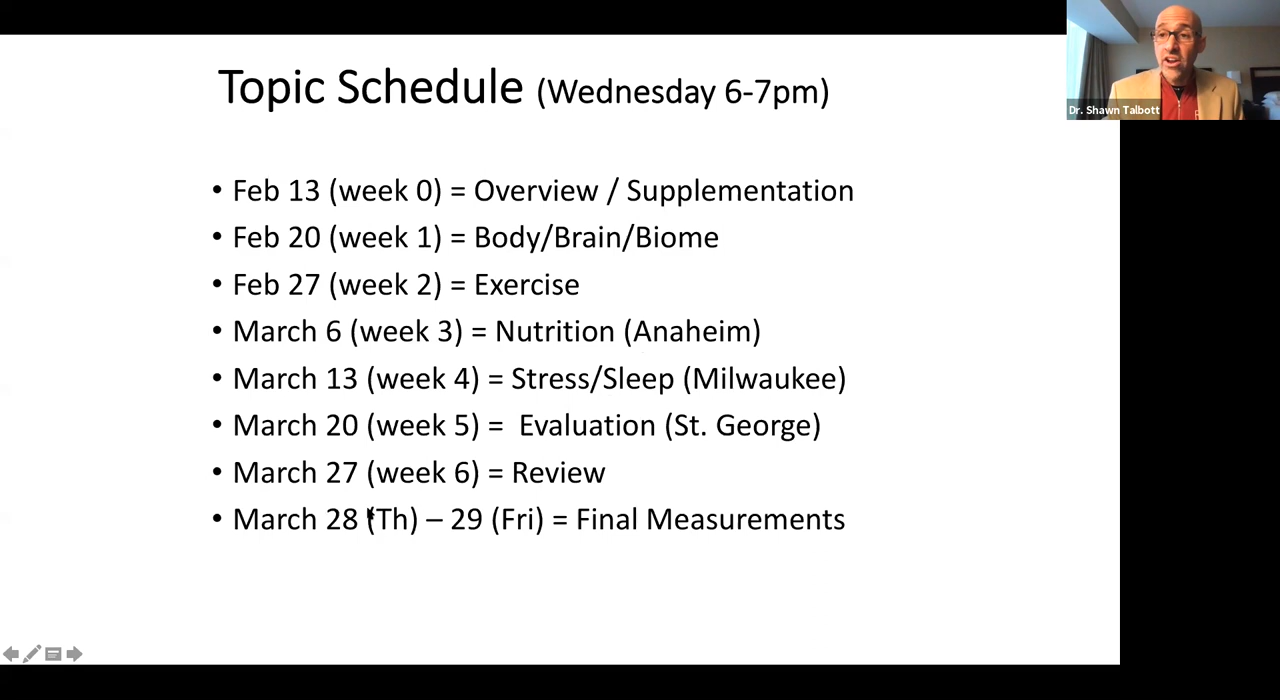 Topic Schedule (Wednesday 6-7pm)
Dr. Shawn Talbott
• Feb 13 (week 0) = Overview / Supplementation
• Feb 20 (week 1) = Body/Brain/Biome
• Feb 27 (week 2) = Exercise
• March 6 (week 3) = Nutrition (Anaheim)
• March 13 (week 4) = Stress/Sleep (Milwaukee)
• March 20 (week 5) =  Evaluation (St. George)
• March 27 (week 6) = Review
• March 28 (Th) – 29 (Fri) = Final Measurements